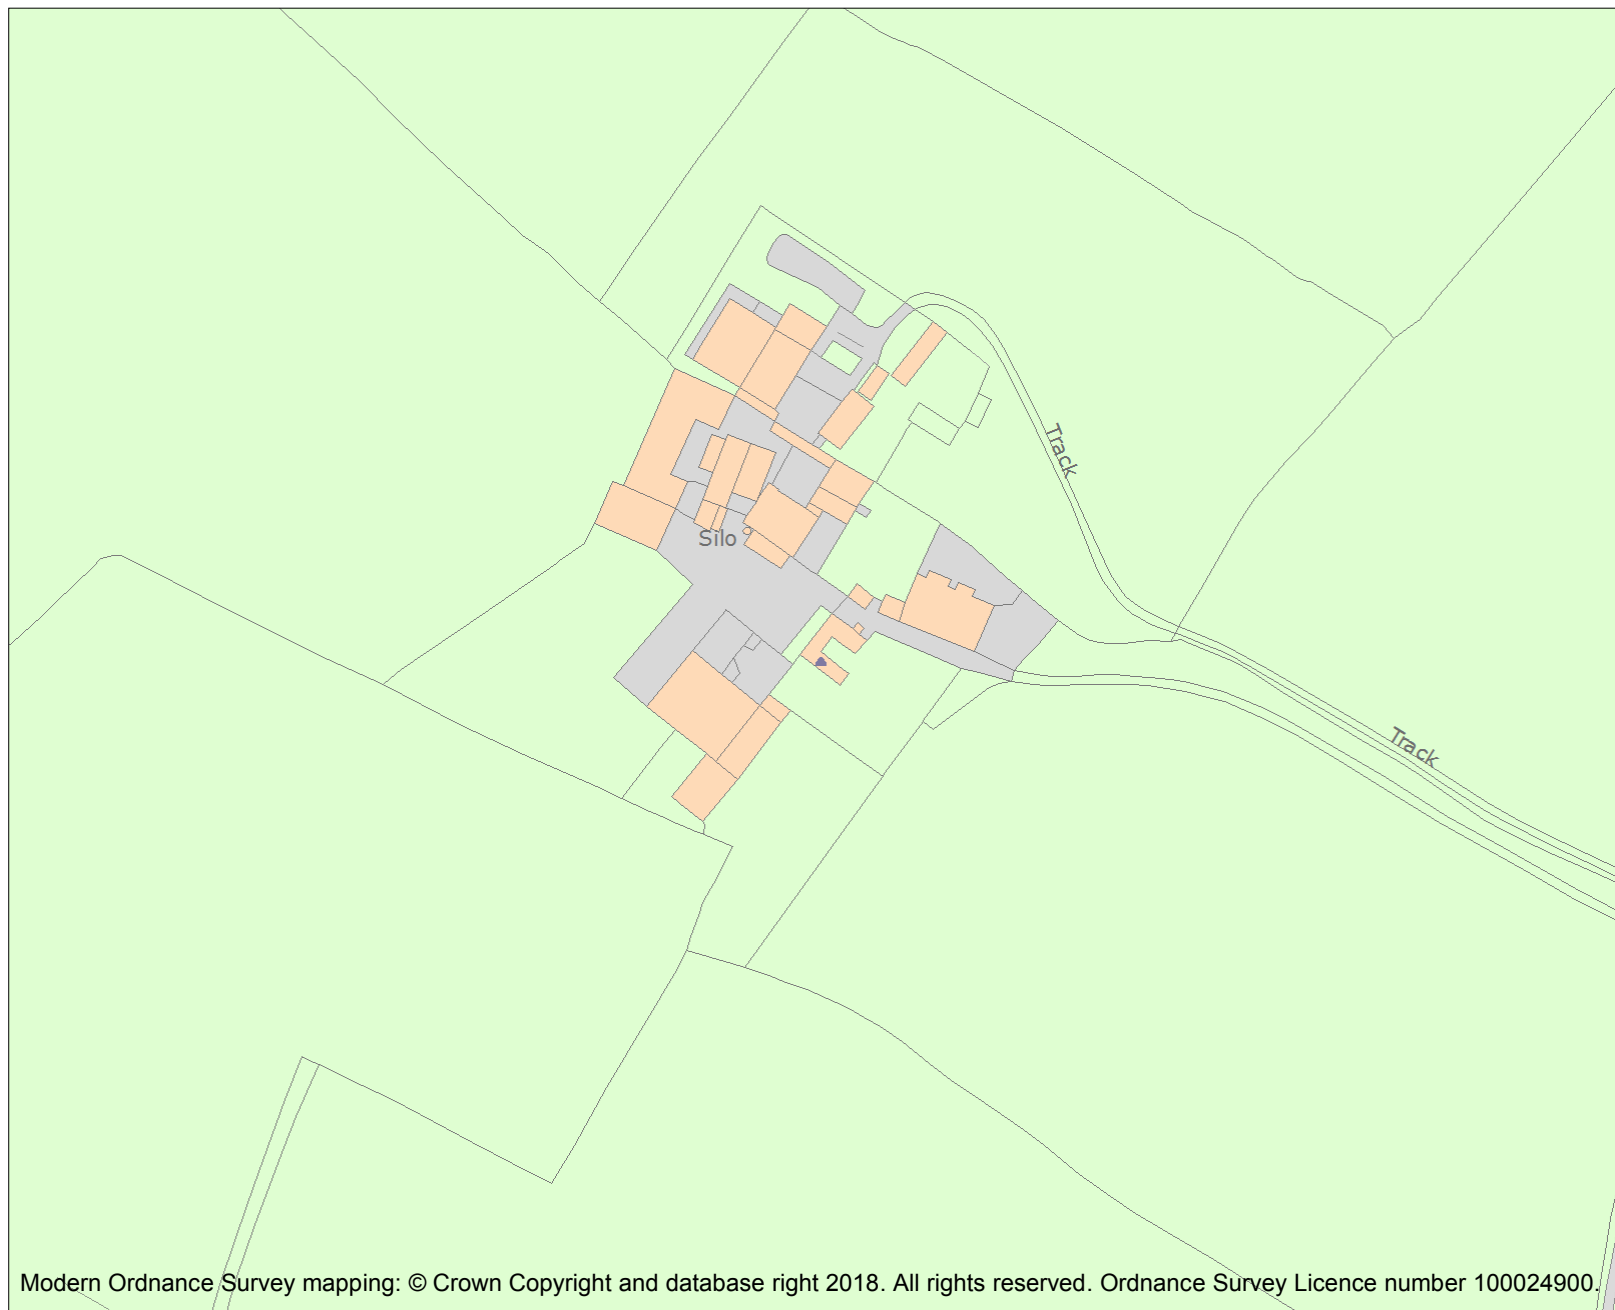 Track
Silo
Track
Modern Ordnance Survey mapping: © Crown Copyright and database right 2018. All rights reserved. Ordnance Survey Licence number 100024900.